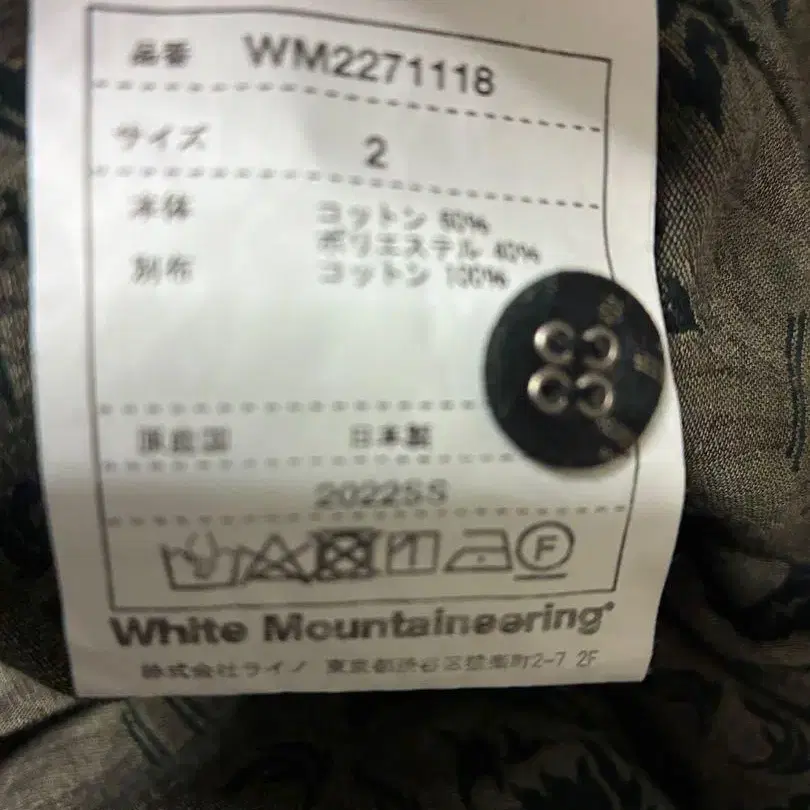 品番 WM2271118
サイズ 2
本体 コットン 60%
ポリエステル 40%
別布 コットン 100%
原産国 日本製
2022SS
F
White Mountaineering
株式会社ライノ 東京都渋谷区猿楽町2-7 2F